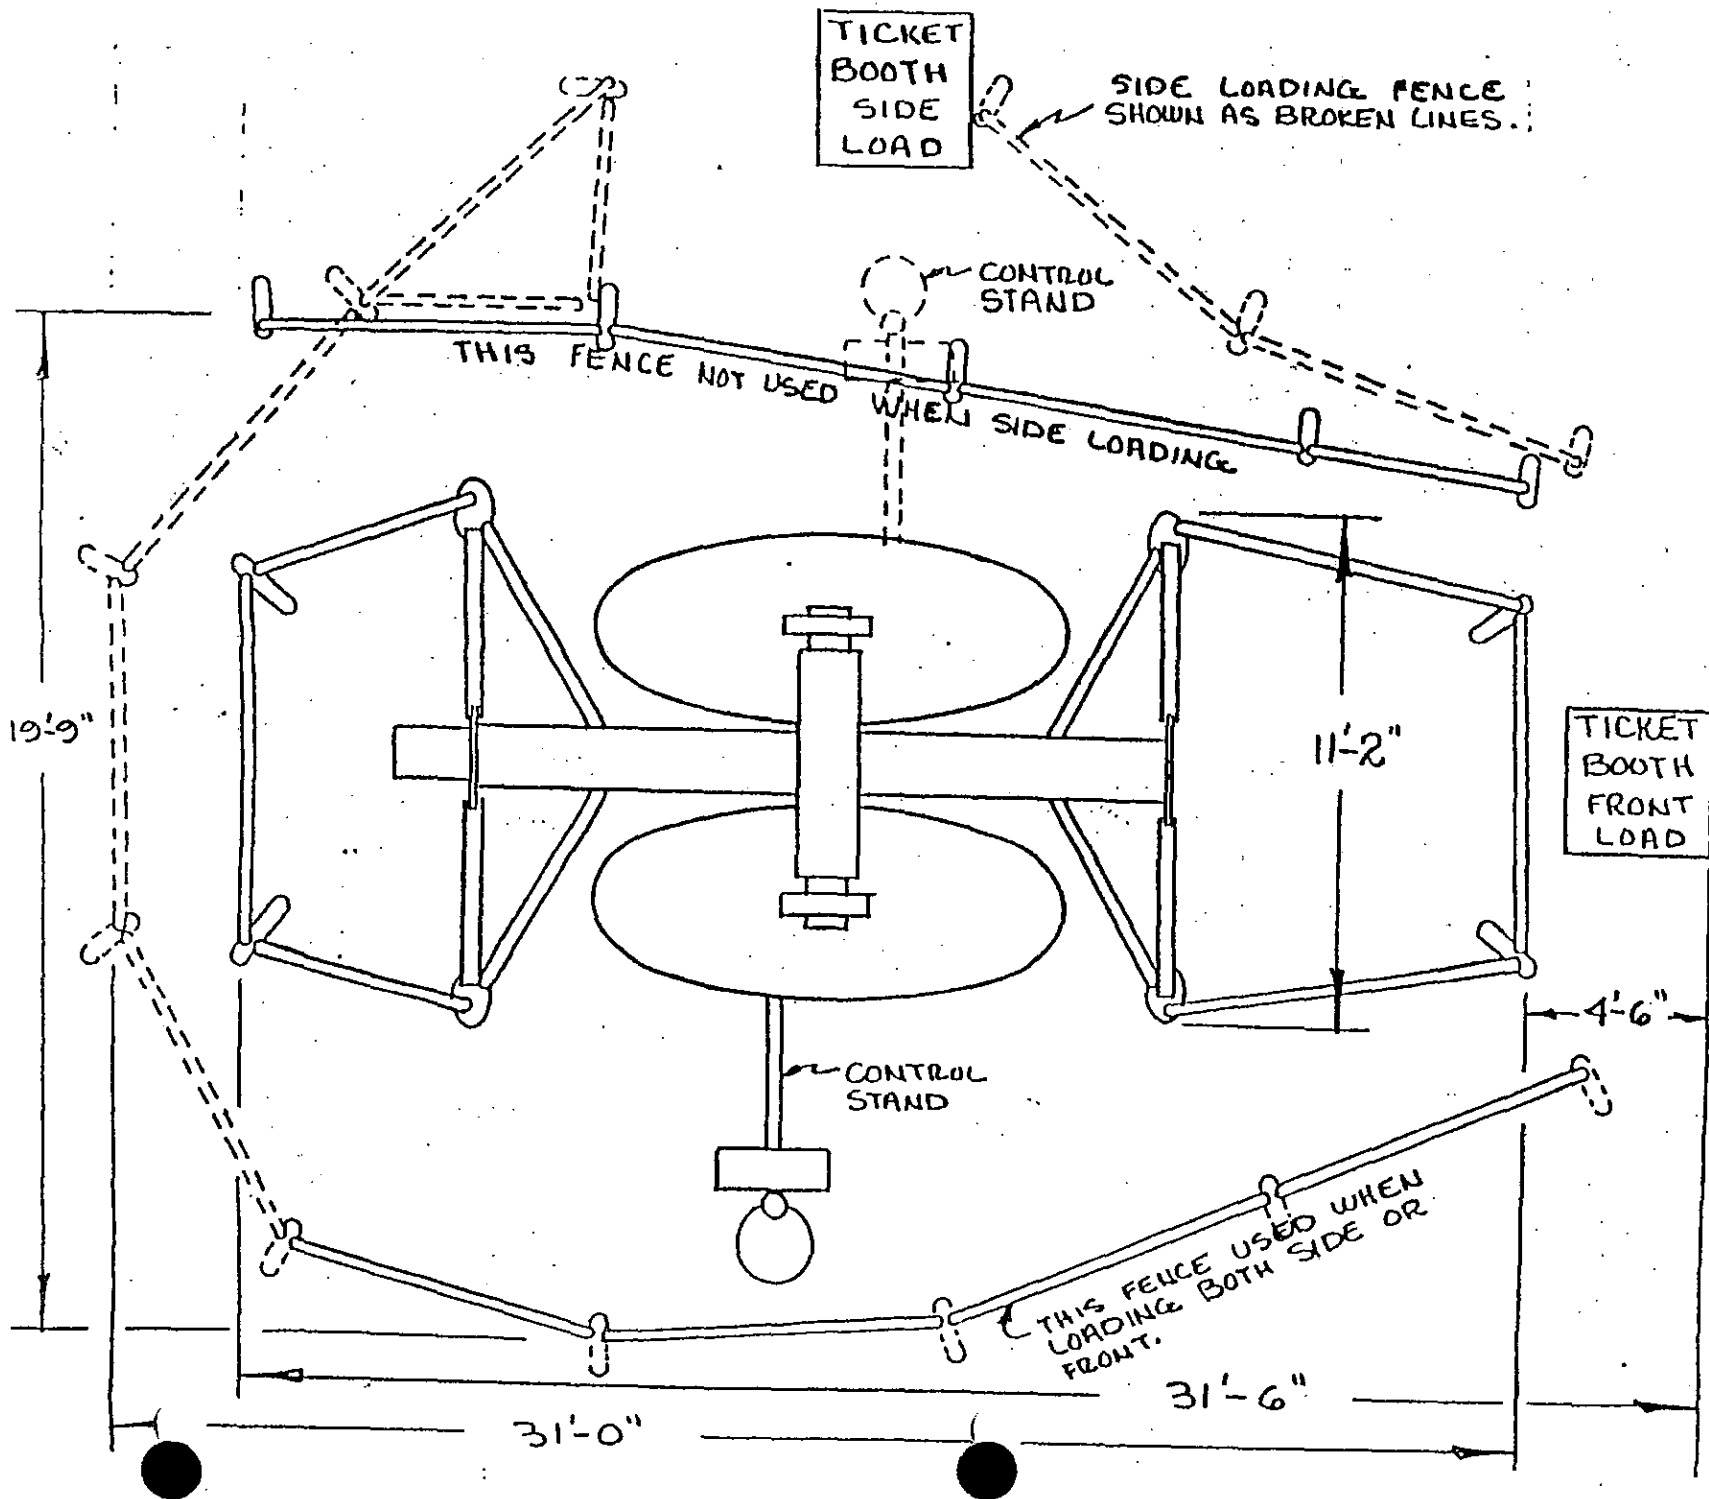 TICKET
BOOTH
SIDE
LOAD
SIDE LOADING FENCE
SHOWN AS BROKEN LINES.
CONTROL
STAND
THIS FENCE NOT USED WHEN SIDE LOADING
19'-9"
11'-2"
TICKET
BOOTH
FRONT
LOAD
4'-6"
CONTROL
STAND
THIS FENCE USED WHEN
LOADING BOTH SIDE OR
FRONT.
31'-6"
31'-0"